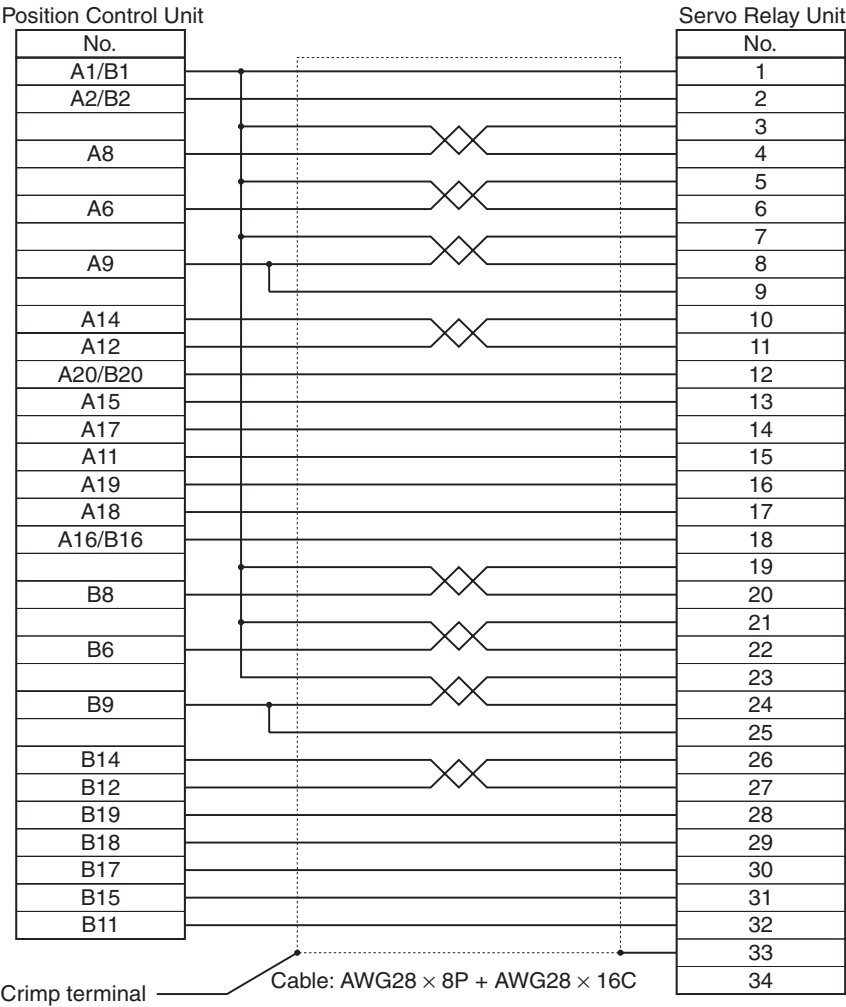 Position Control Unit Servo Relay Unit
No. No.
A1/B1 1
A2/B2 2
3
A8 4
5
A6 6
7
A9 8
9
A14 10
A12 11
A20/B20 12
A15 13
A17 14
A11 15
A19 16
A18 17
A16/B16 18
19
B8 20
21
B6 22
23
B9 24
25
B14 26
B12 27
B19 28
B18 29
B17 30
B15 31
B11 32
33
Cable: AWG28 × 8P + AWG28 × 16C 34
Crimp terminal